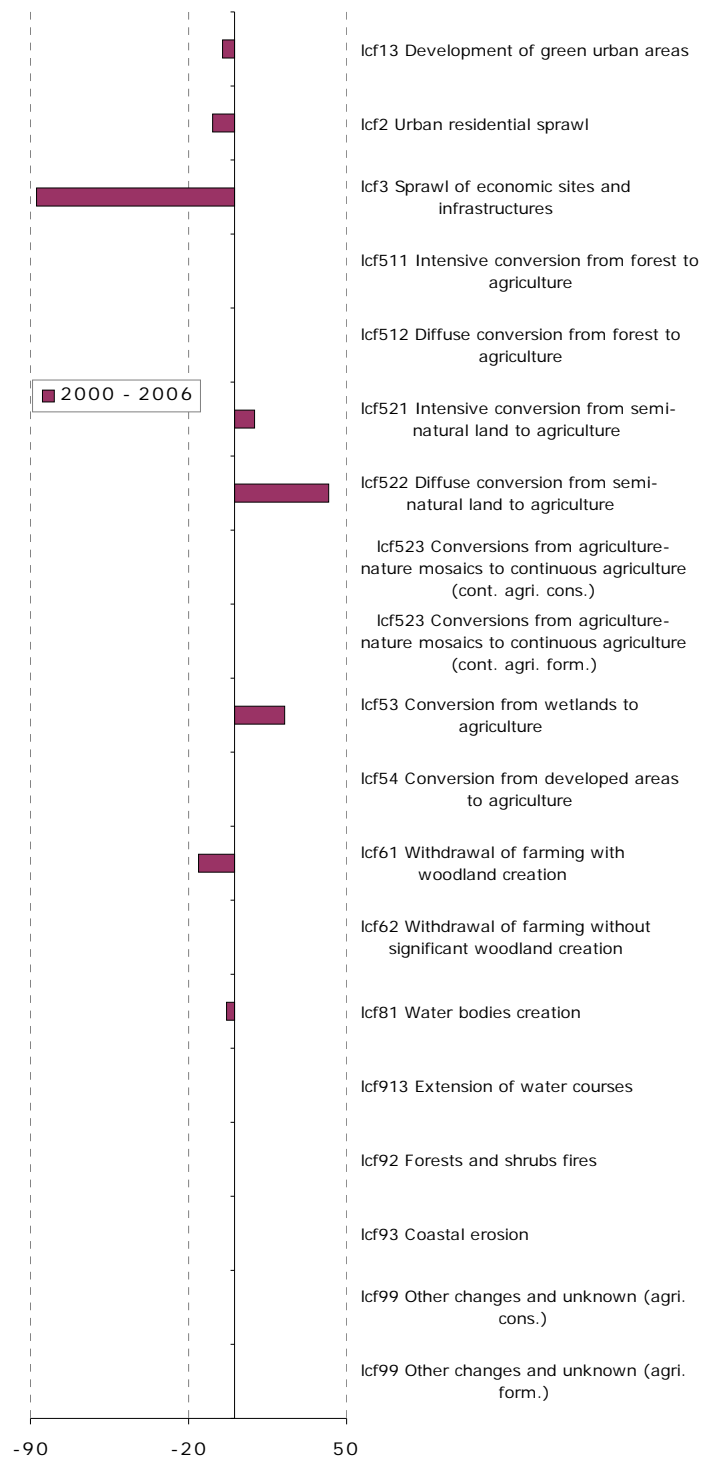 lcf13 Development of green urban areas
lcf2 Urban residential sprawl
lcf3 Sprawl of economic sites and
infrastructures
lcf511 Intensive conversion from forest to
agriculture
lcf512 Diffuse conversion from forest to
agriculture
2000 - 2006
lcf521 Intensive conversion from semi-
natural land to agriculture
lcf522 Diffuse conversion from semi-
natural land to agriculture
lcf523 Conversions from agriculture-
nature mosaics to continuous agriculture
(cont. agri. cons.)
lcf523 Conversions from agriculture-
nature mosaics to continuous agriculture
(cont. agri. form.)
lcf53 Conversion from wetlands to
agriculture
lcf54 Conversion from developed areas
to agriculture
lcf61 Withdrawal of farming with
woodland creation
lcf62 Withdrawal of farming without
significant woodland creation
lcf81 Water bodies creation
lcf913 Extension of water courses
lcf92 Forests and shrubs fires
lcf93 Coastal erosion
lcf99 Other changes and unknown (agri.
cons.)
lcf99 Other changes and unknown (agri.
form.)
-90 -20 50